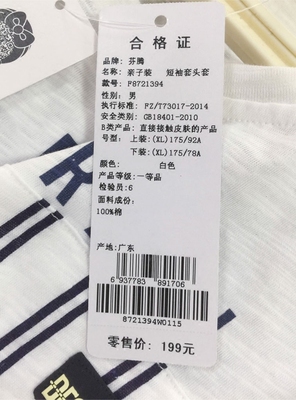 合格证
品名：芬腾
品名：亲子装 短袖套头套
款号：F8721394
性别：男
执行标准：FZ/T73017-2014
安全类别：GB18401-2010
B类产品：直接接触皮肤的产品
号型：上装:(XL)175/92A
下装:(XL)175/78A
颜色： 白色
产品等级:一等品
检验员:6
面料成份:
100%棉
产地:广东
6 937783 891706
8721394W0115
零售价: 199元